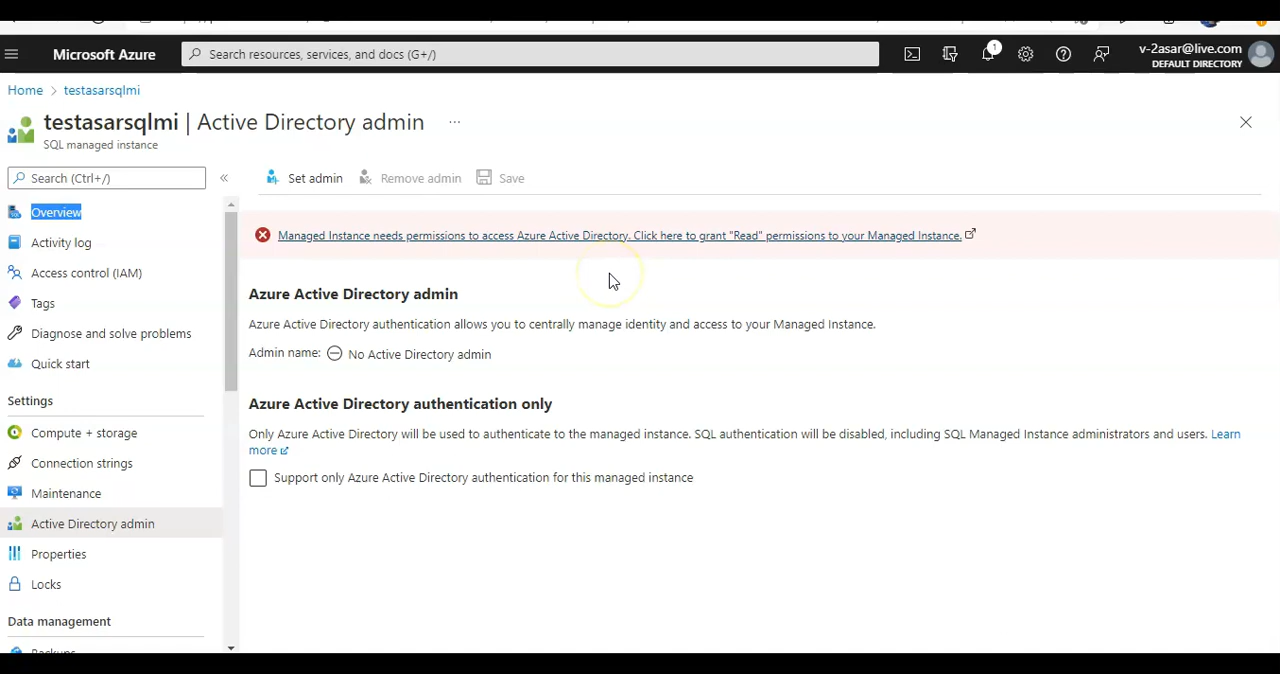 Microsoft Azure
Search resources, services, and docs (G+/)
1
v-2asar@live.com
DEFAULT DIRECTORY
Home > testasarsqlmi
testasarsqlmi | Active Directory admin ...
SQL managed instance
Search (Ctrl+/)
«
Set admin
Remove admin
Save
Overview
Activity log
Access control (IAM)
Tags
Diagnose and solve problems
Quick start
Settings
Compute + storage
Connection strings
Maintenance
Active Directory admin
Properties
Locks
Data management
Backups
Managed Instance needs permissions to access Azure Active Directory. Click here to grant "Read" permissions to your Managed Instance.
Azure Active Directory admin
Azure Active Directory authentication allows you to centrally manage identity and access to your Managed Instance.
Admin name: No Active Directory admin
Azure Active Directory authentication only
Only Azure Active Directory will be used to authenticate to the managed instance. SQL authentication will be disabled, including SQL Managed Instance administrators and users. Learn
more
Support only Azure Active Directory authentication for this managed instance